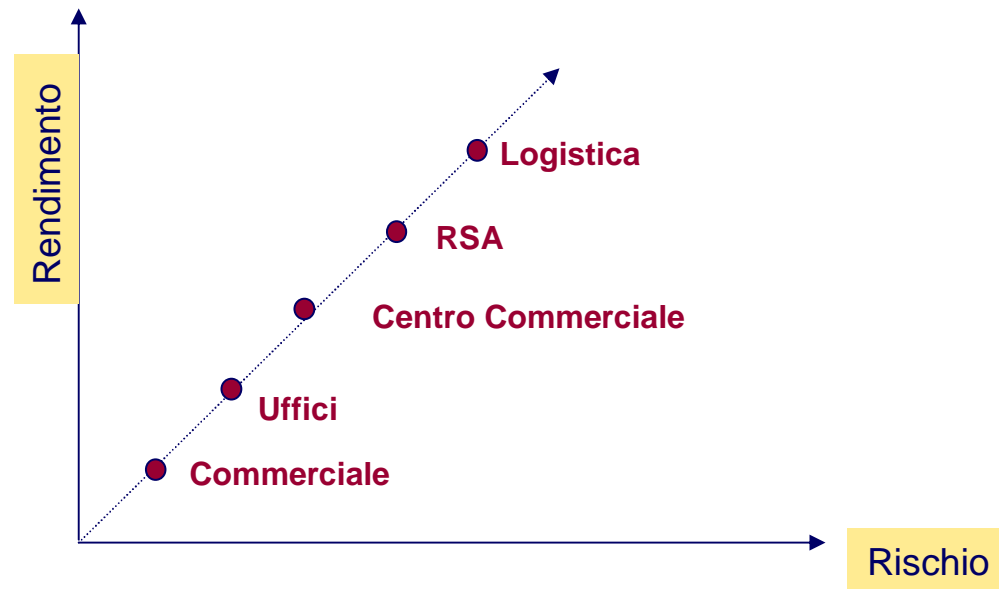 Rendimento
Logistica
RSA
Centro Commerciale
Uffici
Commerciale
Rischio